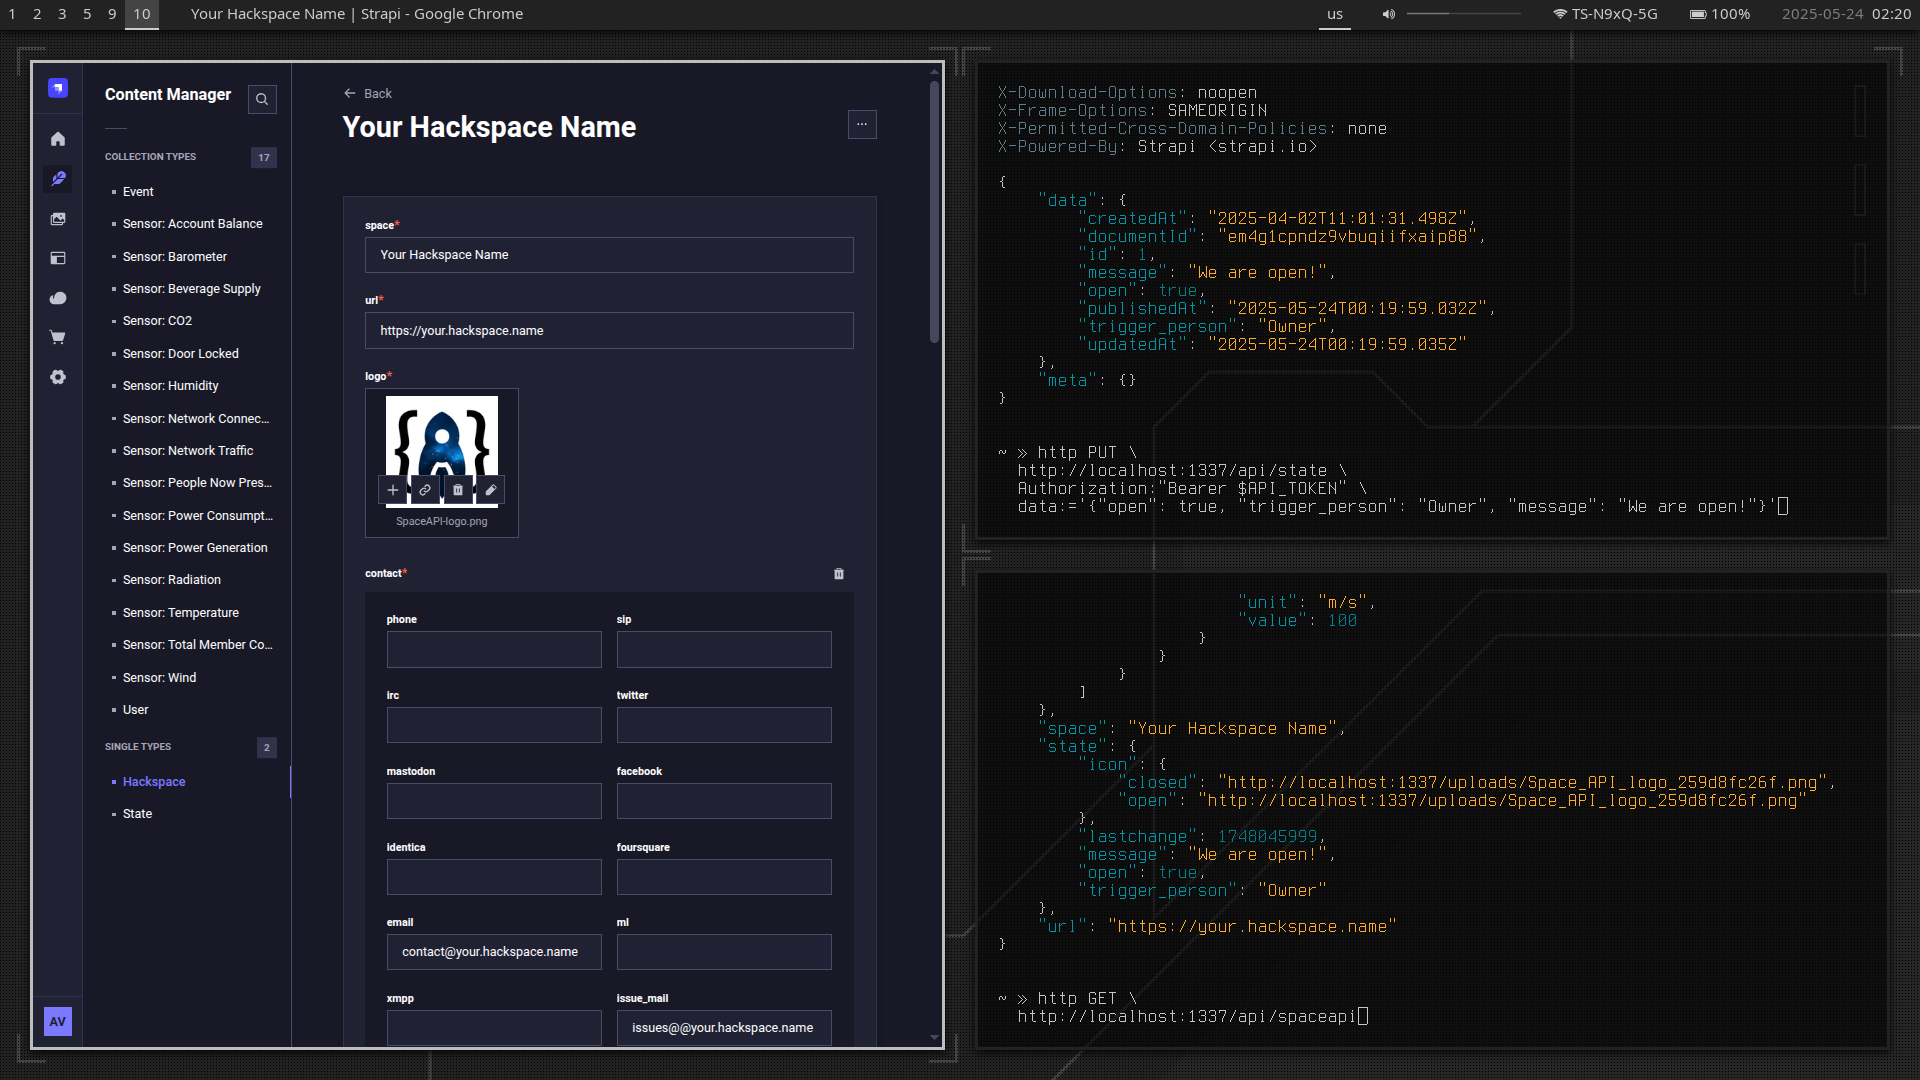 1 2 3 5 9 10 Your Hackspace Name | Strapi - Google Chrome us TS-N9xQ-5G 100% 2025-05-24 02:20
Content Manager
COLLECTION TYPES 17
Event
Sensor: Account Balance
Sensor: Barometer
Sensor: Beverage Supply
Sensor: CO2
Sensor: Door Locked
Sensor: Humidity
Sensor: Network Connec...
Sensor: Network Traffic
Sensor: People Now Pres...
Sensor: Power Consumpt...
Sensor: Power Generation
Sensor: Radiation
Sensor: Temperature
Sensor: Total Member Co...
Sensor: Wind
User
SINGLE TYPES 2
Hackspace
State
AV
Back
Your Hackspace Name
...
space*
Your Hackspace Name
url*
https://your.hackspace.name
logo*
SpaceAPI-logo.png
contact*
phone sip
irc twitter
mastodon facebook
identica foursquare
email ml
contact@your.hackspace.name
xmpp issue_mail
issues@@your.hackspace.name
X-Download-Options: noopen
X-Frame-Options: SAMEORIGIN
X-Permitted-Cross-Domain-Policies: none
X-Powered-By: Strapi <strapi.io>
{
"data": {
"createdAt": "2025-04-02T11:01:31.498Z",
"documentId": "em4g1cpndz9vbuqiifxaip88",
"id": 1,
"message": "We are open!",
"open": true,
"publishedAt": "2025-05-24T00:19:59.032Z",
"trigger_person": "Owner",
"updatedAt": "2025-05-24T00:19:59.035Z"
},
"meta": {}
}
~ » http PUT \
http://localhost:1337/api/state \
Authorization:"Bearer $API_TOKEN" \
data:='{"open": true, "trigger_person": "Owner", "message": "We are open!"}'
"unit": "m/s",
"value": 100
}
}
}
]
},
"space": "Your Hackspace Name",
"state": {
"icon": {
"closed": "http://localhost:1337/uploads/Space_API_logo_259d8fc26f.png",
"open": "http://localhost:1337/uploads/Space_API_logo_259d8fc26f.png"
},
"lastchange": 1748045999,
"message": "We are open!",
"open": true,
"trigger_person": "Owner"
},
"url": "https://your.hackspace.name"
}
~ » http GET \
http://localhost:1337/api/spaceapi